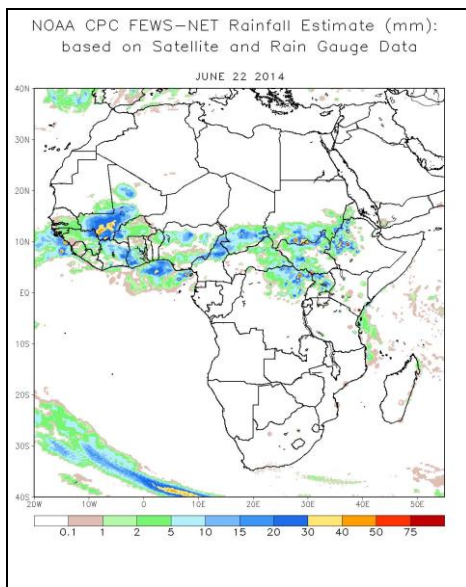 NOAA CPC FEWS-NET Rainfall Estimate (mm):
based on Satellite and Rain Gauge Data
JUNE 22 2014
40N
30N
20N
10N
EQ
10S
20S
30S
40S
20W 10W 0 10E 20E 30E 40E 50E
0.1 1 2 5 10 15 20 30 40 50 75